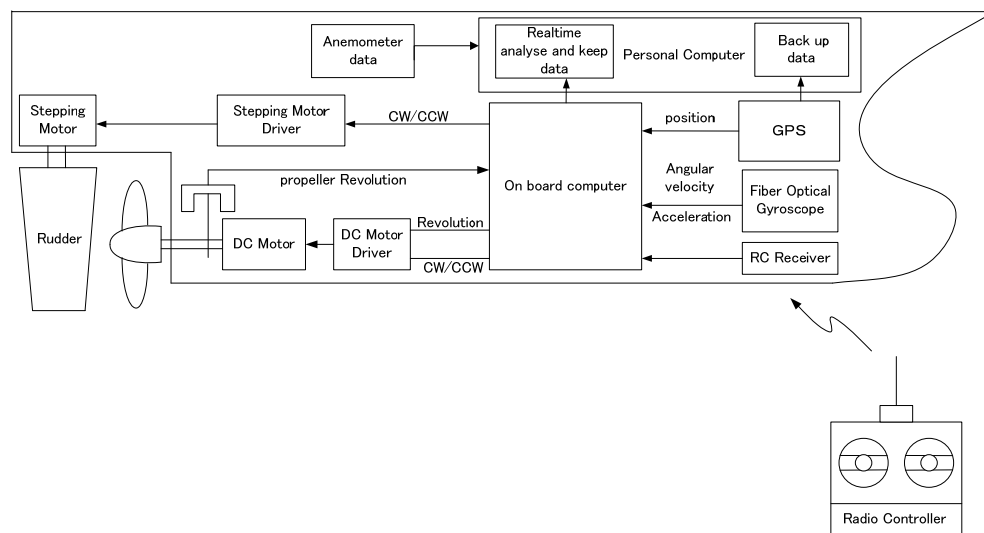 Anemometer
data
Realtime
analyse and keep
data
Personal Computer
Back up
data
Stepping
Motor
Stepping Motor
Driver
CW/CCW
position
GPS
propeller Revolution
On board computer
Angular
velocity
Acceleration
Fiber Optical
Gyroscope
Rudder
DC Motor
DC Motor
Driver
Revolution
CW/CCW
RC Receiver
Radio Controller